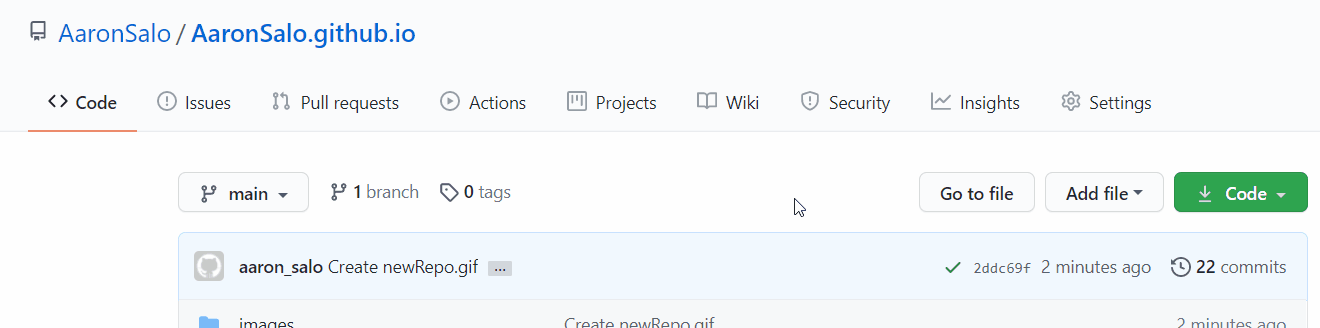 AaronSalo / AaronSalo.github.io
Code Issues Pull requests Actions Projects Wiki Security Insights Settings
main 1 branch 0 tags Go to file Add file Code
aaron_salo Create newRepo.gif ... 2ddc69f 2 minutes ago 22 commits
images Create newRepo.gif 2 minutes ago